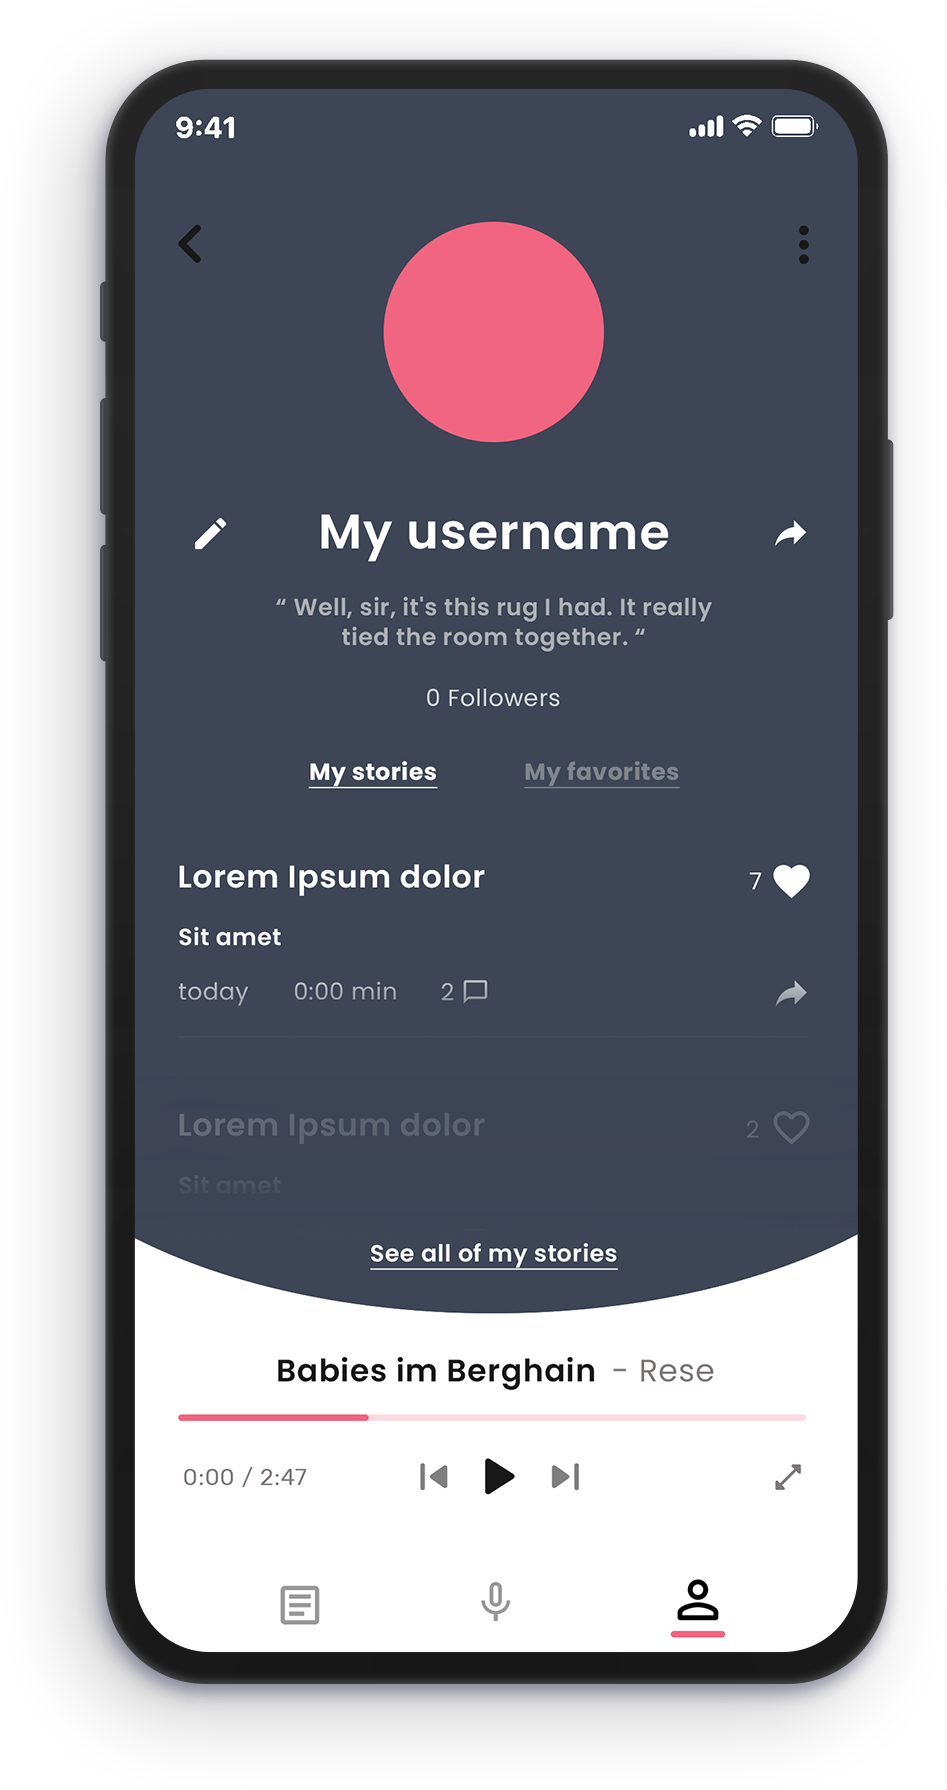 9:41
My username
“ Well, sir, it's this rug I had. It really
tied the room together. “
0 Followers
My stories My favorites
Lorem Ipsum dolor 7
Sit amet
today 0:00 min 2
Lorem Ipsum dolor 2
Sit amet
See all of my stories
Babies im Berghain - Rese
0:00 / 2:47